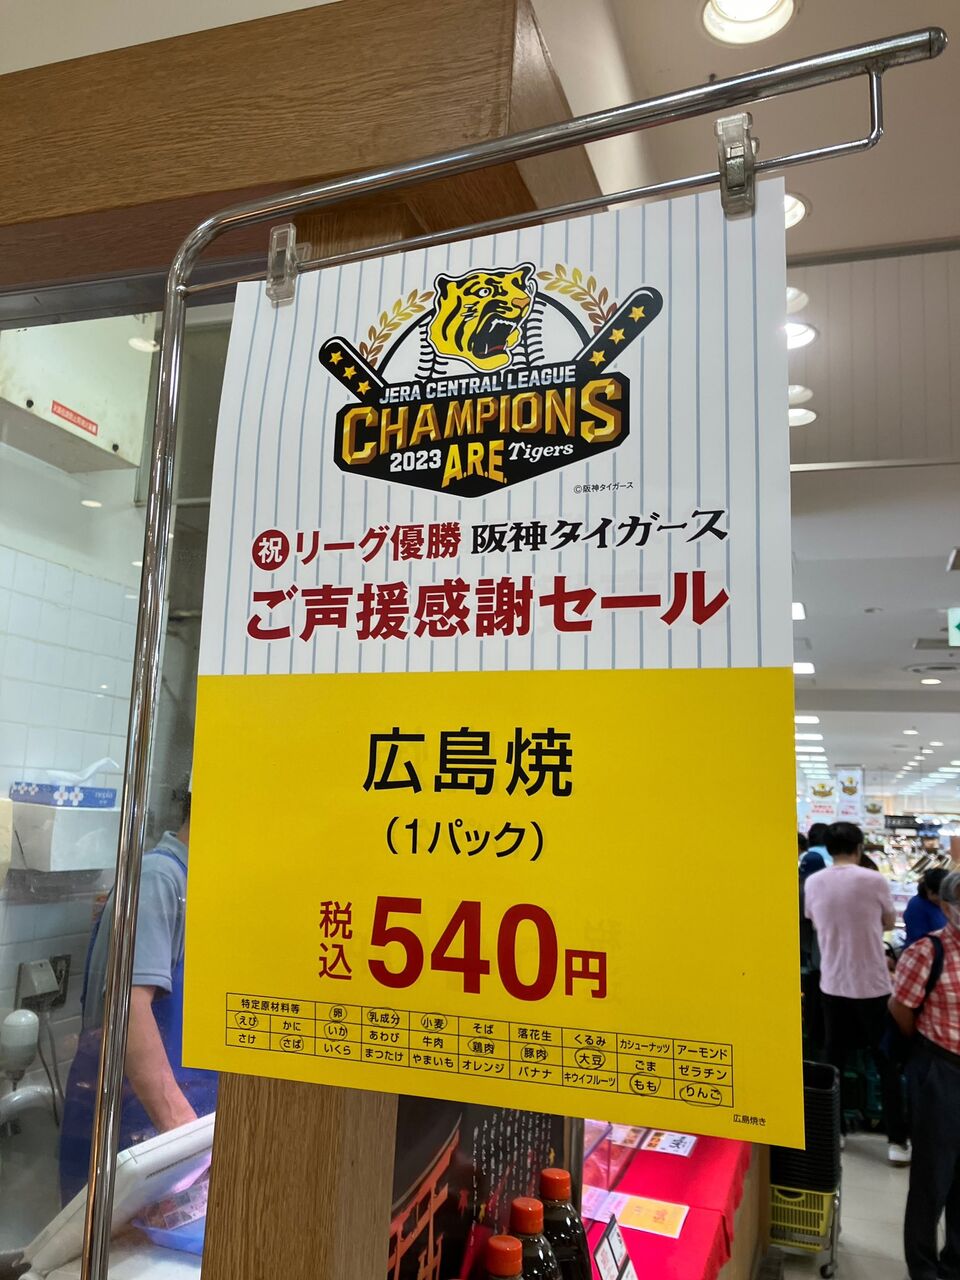 JERA CENTRAL LEAGUE
CHAMPIONS
2023 A.R.E. Tigers
©阪神タイガース
祝 リーグ優勝 阪神タイガース
ご声援感謝セール
広島焼
(1パック)
税込540円
特定原材料等 卵 乳成分 小麦 そば 落花生 くるみ カシューナッツ アーモンド
えび かに いか あわび 牛肉 鶏肉 豚肉 大豆 ごま ゼラチン
さけ さば いくら まつたけ やまいも オレンジ バナナ キウイフルーツ もも りんご
広島焼き
nepia